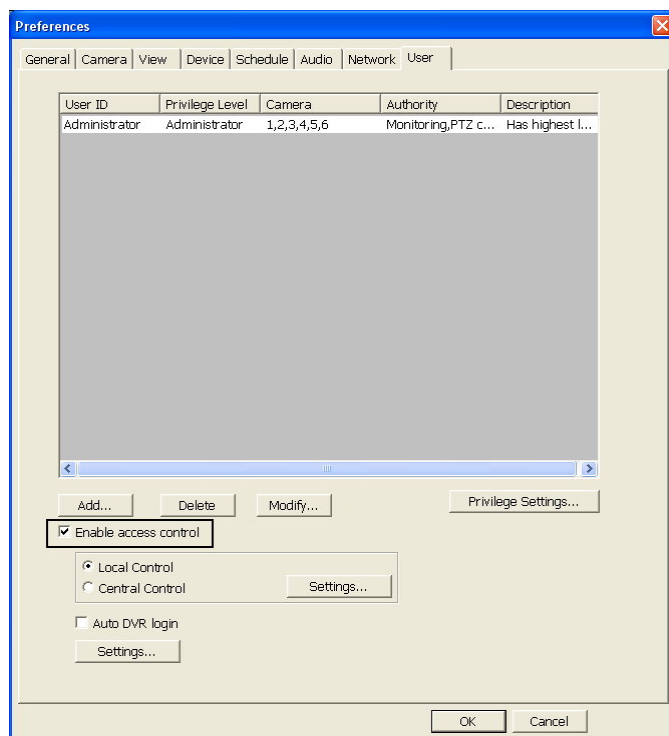 Preferences
General Camera View Device Schedule Audio Network User
User ID Privilege Level Camera Authority Description
Administrator Administrator 1,2,3,4,5,6 Monitoring,PTZ c... Has highest l...
Add... Delete Modify... Privilege Settings...
Enable access control
Local Control
Central Control Settings...
Auto DVR login
Settings...
OK Cancel